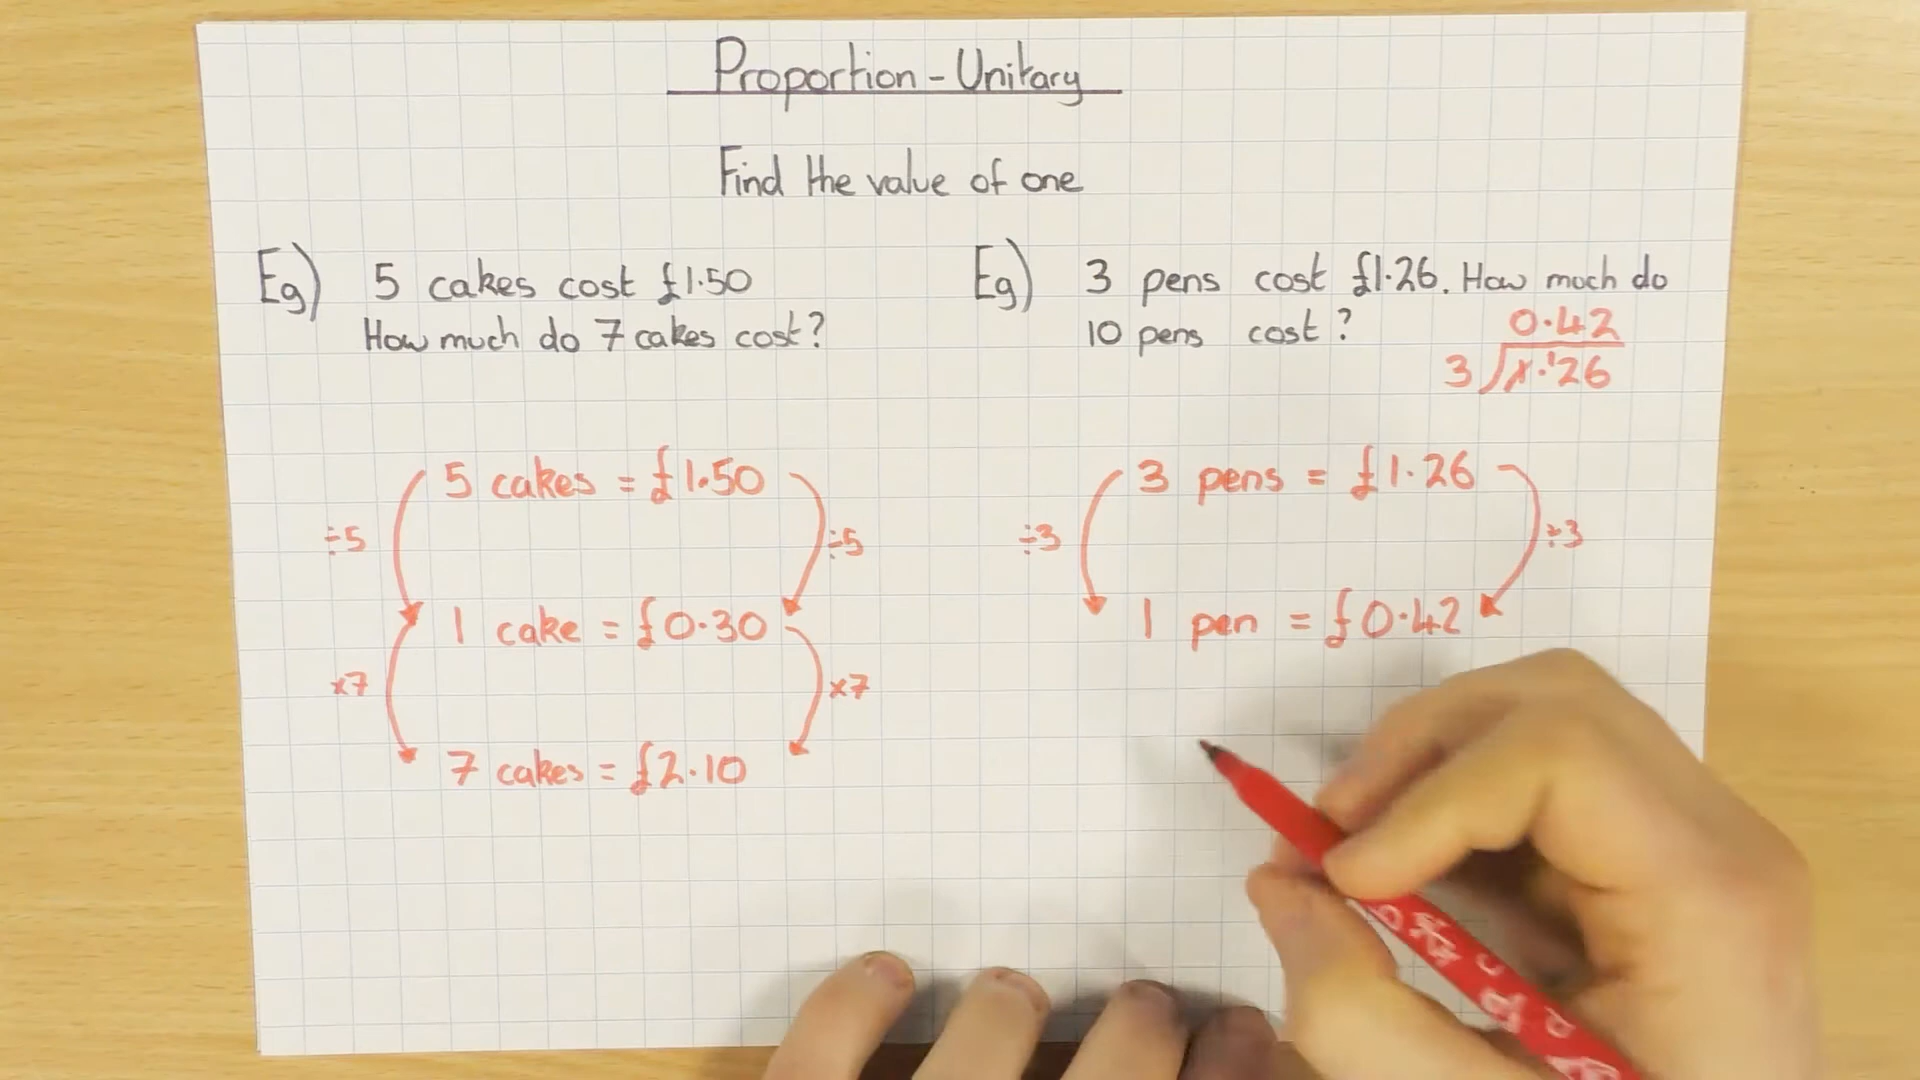 Proportion - Unitary
Find the value of one
Eg) 5 cakes cost £1.50
How much do 7 cakes cost?
5 cakes = £1.50
÷5 ÷5
1 cake = £0.30
×7 ×7
7 cakes = £2.10
Eg) 3 pens cost £1.26. How much do
10 pens cost?
0.42
3 1.¹26
3 pens = £1.26
÷3 ÷3
1 pen = £0.42